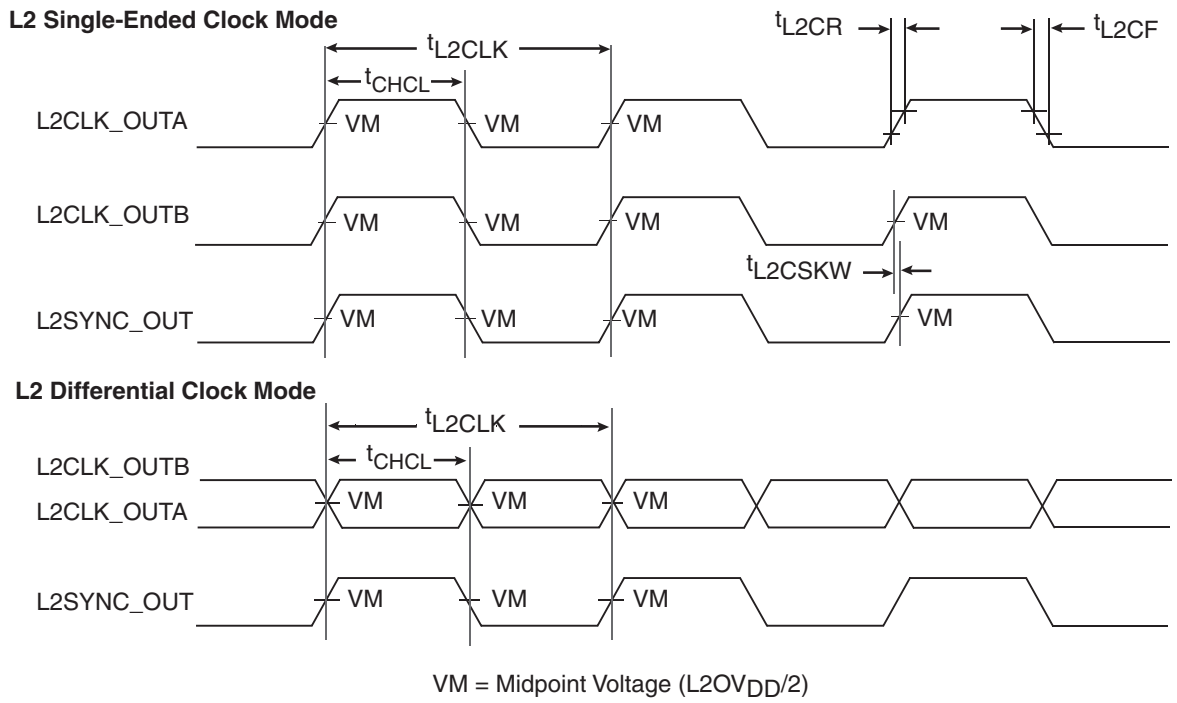 L2 Single-Ended Clock Mode
tL2CLK
tL2CR
tL2CF
tCHCL
L2CLK_OUTA
VM
VM
VM
L2CLK_OUTB
VM
VM
VM
VM
tL2CSKW
L2SYNC_OUT
VM
VM
VM
VM
L2 Differential Clock Mode
tL2CLK
tCHCL
L2CLK_OUTB
L2CLK_OUTA
VM
VM
VM
L2SYNC_OUT
VM
VM
VM
VM = Midpoint Voltage (L2OVDD/2)